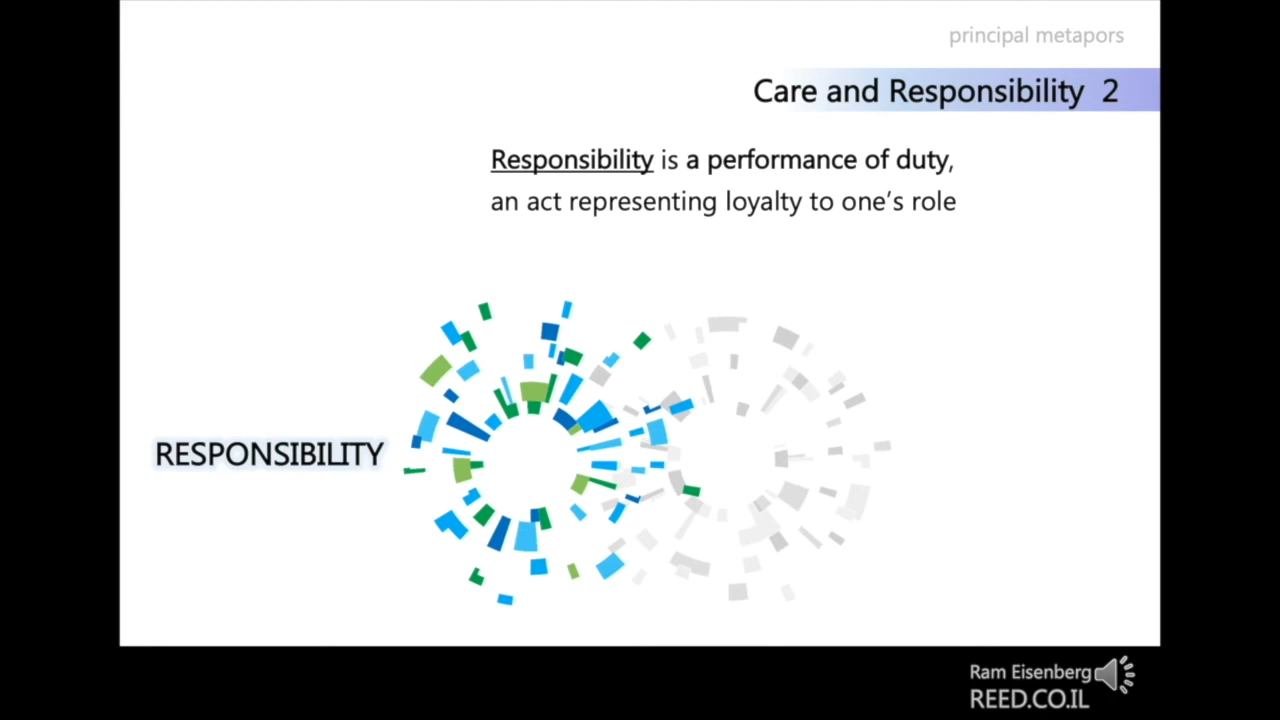 principal metapors
Care and Responsibility 2
Responsibility is a performance of duty,
an act representing loyalty to one’s role
RESPONSIBILITY
Ram Eisenberg
REED.CO.IL